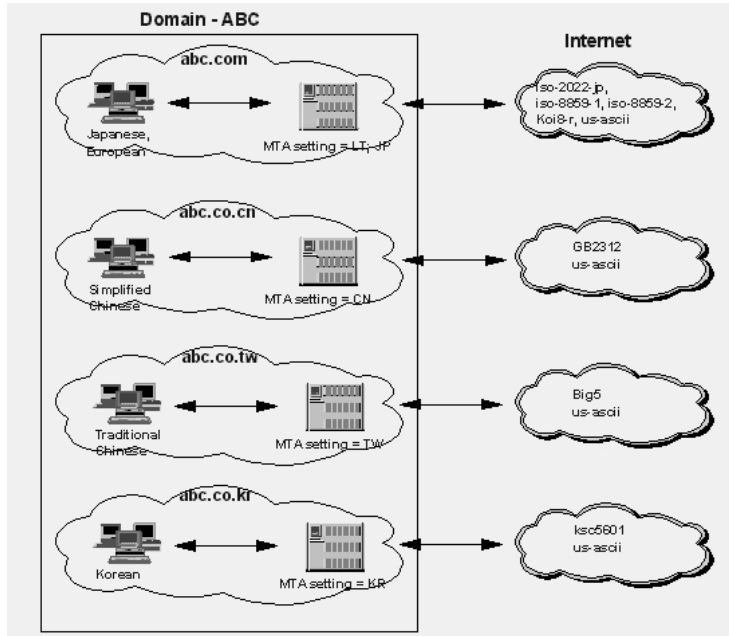 Domain - ABC
Internet
abc.com
Japanese,
European
MTA setting = LT, JP
iso-2022-jp,
iso-8859-1, iso-8859-2,
Koi8-r, us-ascii
abc.co.cn
Simplified
Chinese
MTA setting = CN
GB2312
us-ascii
abc.co.tw
Traditional
Chinese
MTA setting = TW
Big5
us-ascii
abc.co.kr
Korean
MTA setting = KR
ksc5601
us-ascii